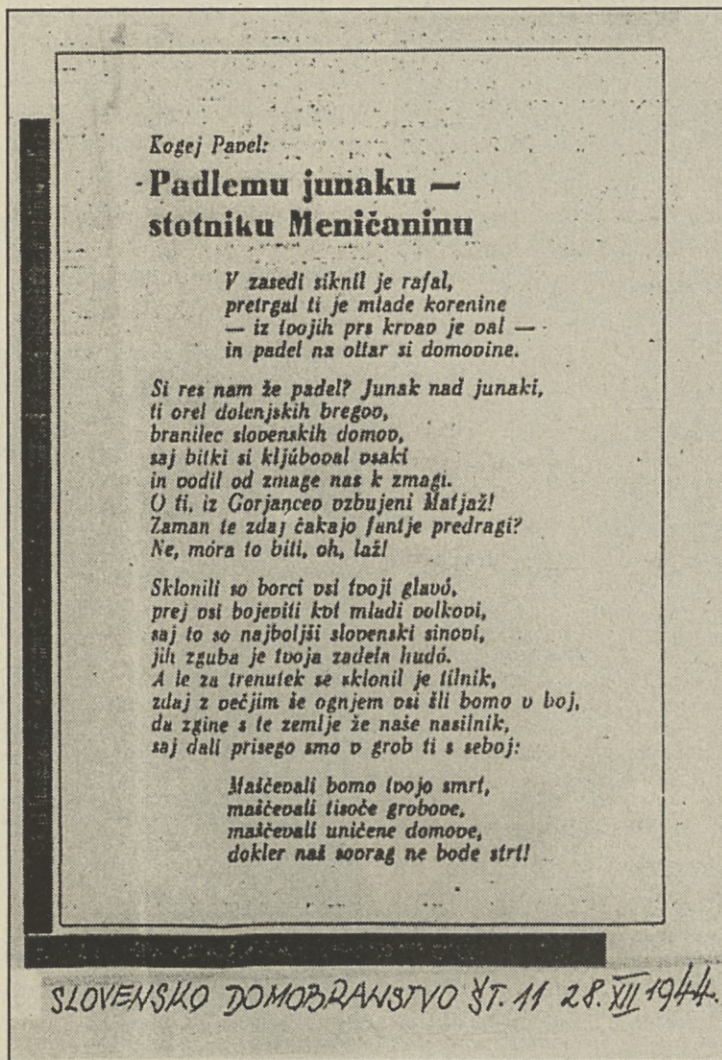 Kogej Pavel:
Padlemu junaku —
stotniku Meničaninu
V zasedi siknil je rafal,
pretrgal ti je mlade korenine
— iz tvojih prs krvav je val —
in padel na oltar si domovine.
Si res nam že padel? Junak nad junaki,
ti orel dolenjskih bregov,
branilec slovenskih domov,
saj bitki si kljúboval vsaki
in vodil od zmage nas k zmagi.
O ti, iz Gorjancev vzbujeni Matjaž!
Zaman te zdaj čakajo fantje predragi?
Ne, móra to biti, oh, laž!
Sklonili so borci vsi tvoji glavó,
prej vsi bojeviti kot mladi volkovi,
saj to so najboljši slovenski sinovi,
jih zguba je tvoja zadela hudó.
A le za trenutek se sklonil je tilnik,
zdaj z večjim še ognjem vsi šli bomo v boj,
da zgine s te zemlje že naše nasilnik,
saj dali prisego smo v grob ti s seboj:
Maščevali bomo tvojo smrt,
maščevali tisoče grobove,
maščevali uničene domove,
dokler naš sovrag ne bode strt!
SLOVENSKO DOMOBRANSTVO ŠT. 11 28. XII 1944.